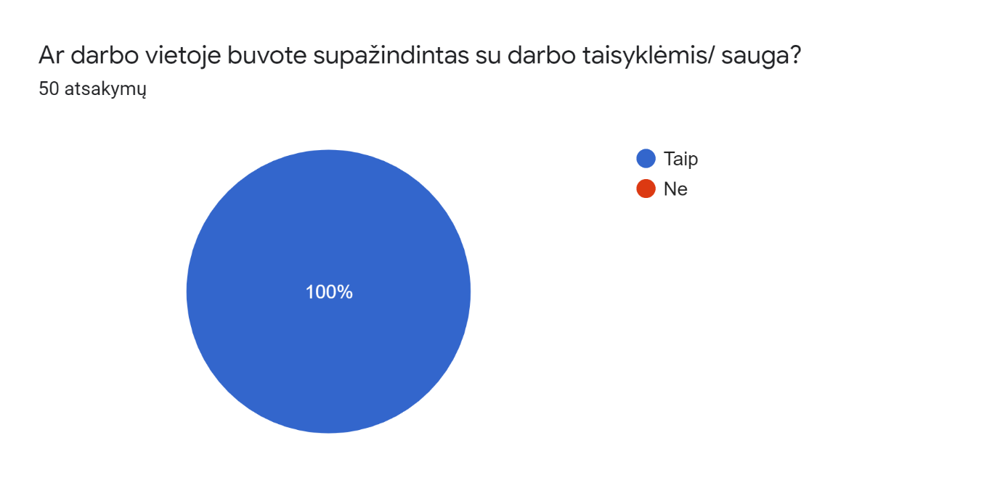 Ar darbo vietoje buvote supažindintas su darbo taisyklėmis/ sauga?
50 atsakymų
Taip
Ne
100%